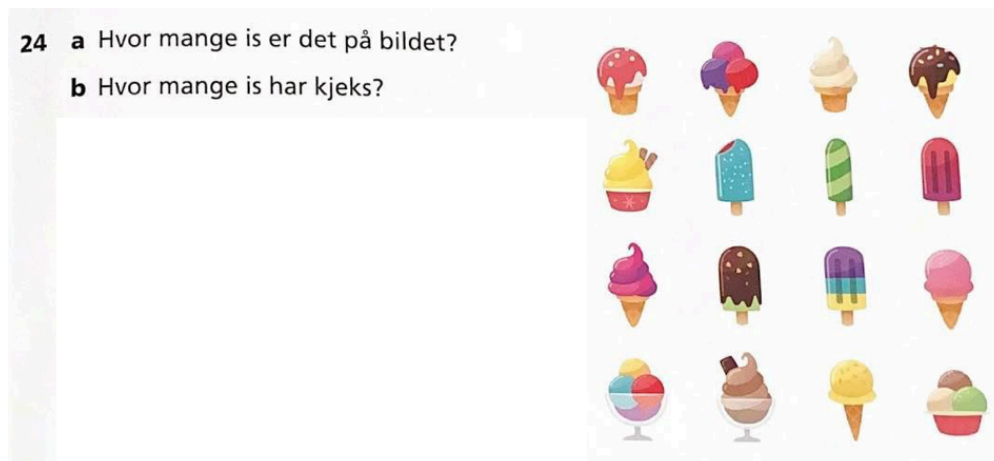 24 a Hvor mange is er det på bildet?
b Hvor mange is har kjeks?